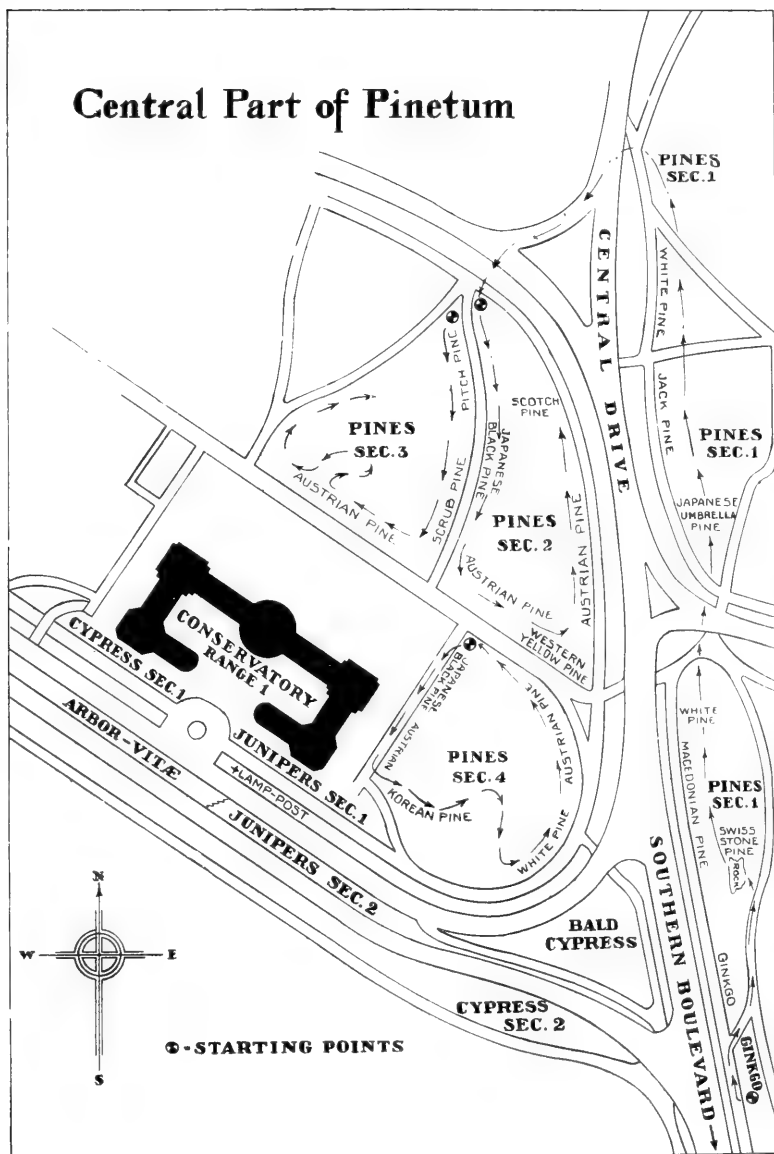 Central Part of Pinetum
PINES
SEC. 1
WHITE PINE
CENTRAL DRIVE
PITCH PINE
SCOTCH
PINE
JACK PINE
PINES
SEC. 3
JAPANESE
BLACK PINE
PINES
SEC. 1
AUSTRIAN PINE
SCRUB PINE
PINES
SEC. 2
AUSTRIAN PINE
JAPANESE
UMBRELLA
PINE
AUSTRIAN PINE
WESTERN
YELLOW PINE
CONSERVATORY
RANGE 1
CYPRESS SEC. 1
JAPANESE
BLACK PINE
AUSTRIAN
AUSTRIAN PINE
WHITE PINE
ARBOR-VITÆ
JUNIPERS SEC. 1
LAMP-POST
PINES
SEC. 4
KOREAN PINE
WHITE PINE
MACEDONIAN PINE
PINES
SEC. 1
SWISS
STONE
PINE
ROCK
JUNIPERS SEC. 2
SOUTHERN BOULEVARD
BALD
CYPRESS
GINKGO
N
W
E
S
CYPRESS
SEC. 2
GINKGO
-STARTING POINTS